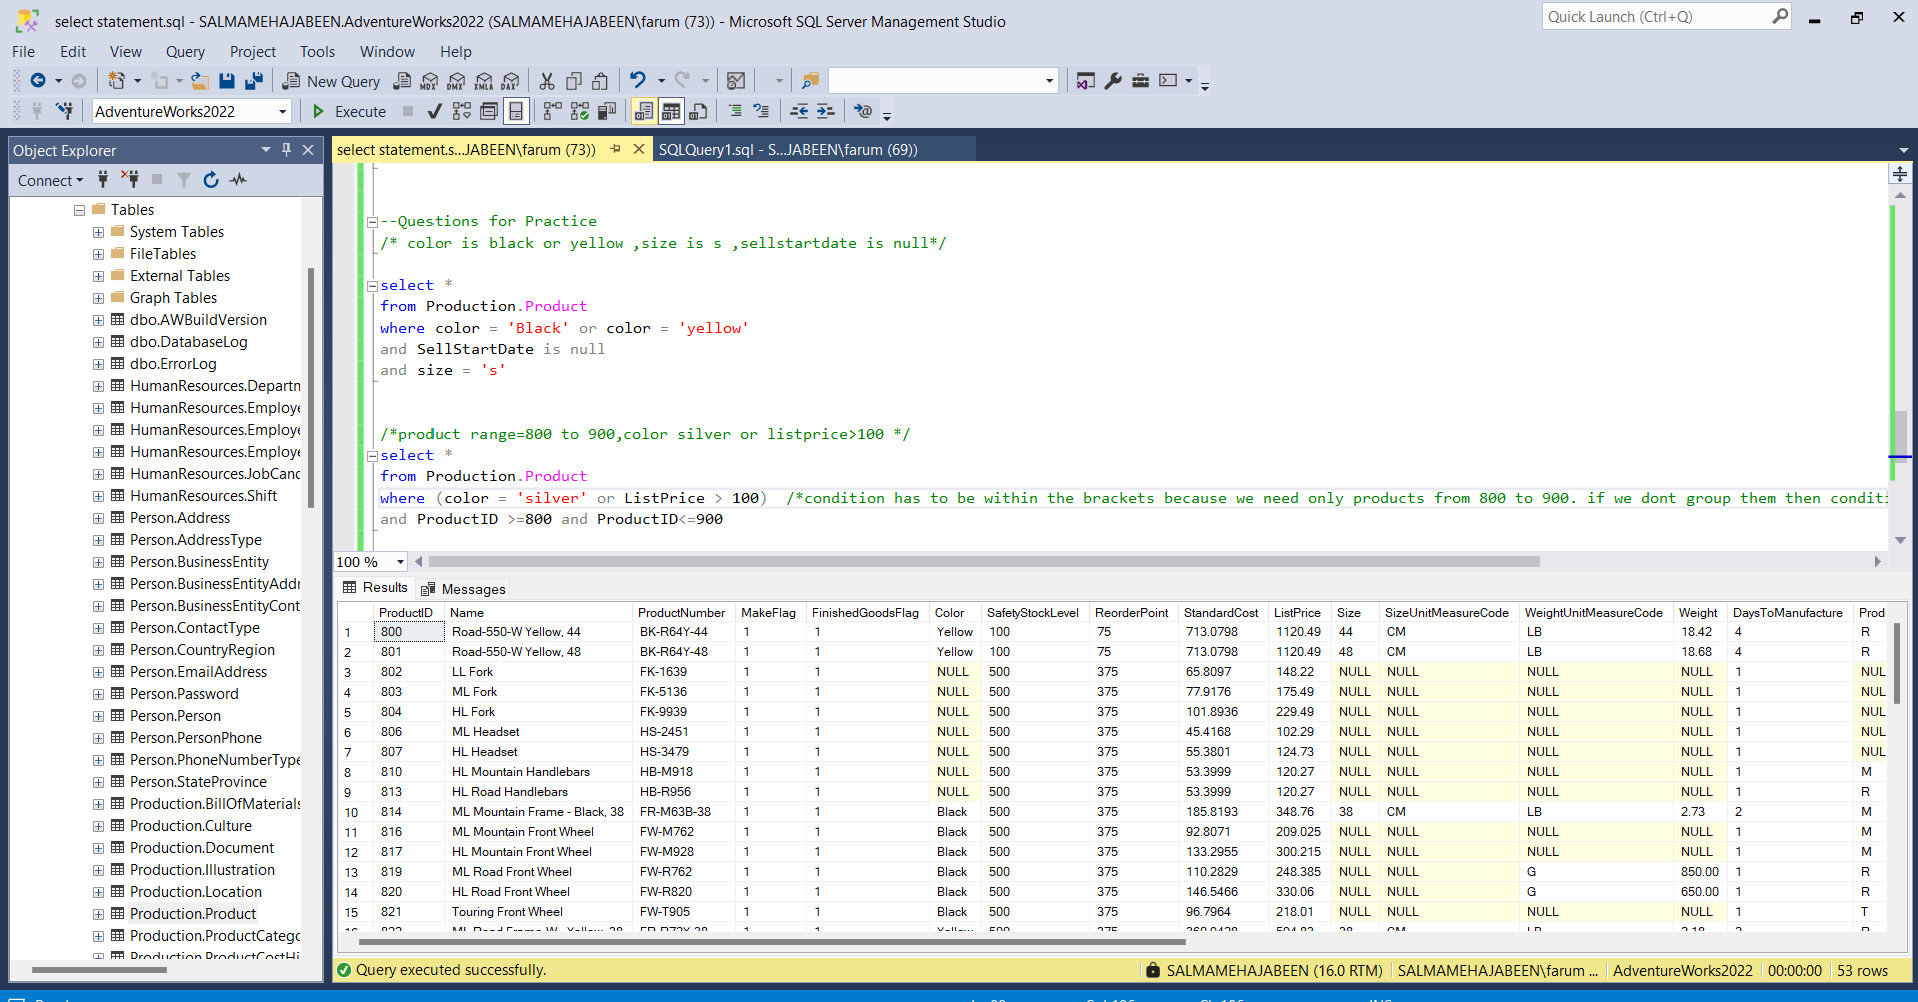 select statement.sql - SALMAMEHAJABEEN.AdventureWorks2022 (SALMAMEHAJABEEN\farum (73)) - Microsoft SQL Server Management Studio
Quick Launch (Ctrl+Q)
File Edit View Query Project Tools Window Help
New Query MDX DMX XMLA DAX
AdventureWorks2022 Execute
Object Explorer
select statement.s...JABEEN\farum (73)) SQLQuery1.sql - S...JABEEN\farum (69))
Connect
Tables
System Tables
FileTables
External Tables
Graph Tables
dbo.AWBuildVersion
dbo.DatabaseLog
dbo.ErrorLog
HumanResources.Departn
HumanResources.Employe
HumanResources.Employe
HumanResources.Employe
HumanResources.JobCanc
HumanResources.Shift
Person.Address
Person.AddressType
Person.BusinessEntity
Person.BusinessEntityAddr
Person.BusinessEntityCont
Person.ContactType
Person.CountryRegion
Person.EmailAddress
Person.Password
Person.Person
Person.PersonPhone
Person.PhoneNumberType
Person.StateProvince
Production.BillOfMaterials
Production.Culture
Production.Document
Production.Illustration
Production.Location
Production.Product
Production.ProductCatego
Production.ProductCostHi
--Questions for Practice
/* color is black or yellow ,size is s ,sellstartdate is null*/
select *
from Production.Product
where color = 'Black' or color = 'yellow'
and SellStartDate is null
and size = 's'
/*product range=800 to 900,color silver or listprice>100 */
select *
from Production.Product
where (color = 'silver' or ListPrice > 100) /*condition has to be within the brackets because we need only products from 800 to 900. if we dont group them then conditi
and ProductID >=800 and ProductID<=900
100 %
Results Messages
ProductID Name ProductNumber MakeFlag FinishedGoodsFlag Color SafetyStockLevel ReorderPoint StandardCost ListPrice Size SizeUnitMeasureCode WeightUnitMeasureCode Weight DaysToManufacture Prod
1 800 Road-550-W Yellow, 44 BK-R64Y-44 1 1 Yellow 100 75 713.0798 1120.49 44 CM LB 18.42 4 R
2 801 Road-550-W Yellow, 48 BK-R64Y-48 1 1 Yellow 100 75 713.0798 1120.49 48 CM LB 18.68 4 R
3 802 LL Fork FK-1639 1 1 NULL 500 375 65.8097 148.22 NULL NULL NULL NULL 1 NUL
4 803 ML Fork FK-5136 1 1 NULL 500 375 77.9176 175.49 NULL NULL NULL NULL 1 NUL
5 804 HL Fork FK-9939 1 1 NULL 500 375 101.8936 229.49 NULL NULL NULL NULL 1 NUL
6 806 ML Headset HS-2451 1 1 NULL 500 375 45.4168 102.29 NULL NULL NULL NULL 1 NUL
7 807 HL Headset HS-3479 1 1 NULL 500 375 55.3801 124.73 NULL NULL NULL NULL 1 NUL
8 810 HL Mountain Handlebars HB-M918 1 1 NULL 500 375 53.3999 120.27 NULL NULL NULL NULL 1 M
9 813 HL Road Handlebars HB-R956 1 1 NULL 500 375 53.3999 120.27 NULL NULL NULL NULL 1 R
10 814 ML Mountain Frame - Black, 38 FR-M63B-38 1 1 Black 500 375 185.8193 348.76 38 CM LB 2.73 2 M
11 816 ML Mountain Front Wheel FW-M762 1 1 Black 500 375 92.8071 209.025 NULL NULL NULL NULL 1 M
12 817 HL Mountain Front Wheel FW-M928 1 1 Black 500 375 133.2955 300.215 NULL NULL NULL NULL 1 M
13 819 ML Road Front Wheel FW-R762 1 1 Black 500 375 110.2829 248.385 NULL NULL G 850.00 1 R
14 820 HL Road Front Wheel FW-R820 1 1 Black 500 375 146.5466 330.06 NULL NULL G 650.00 1 R
15 821 Touring Front Wheel FW-T905 1 1 Black 500 375 96.7964 218.01 NULL NULL NULL NULL 1 T
Query executed successfully. SALMAMEHAJABEEN (16.0 RTM) SALMAMEHAJABEEN\farum ... AdventureWorks2022 00:00:00 53 rows